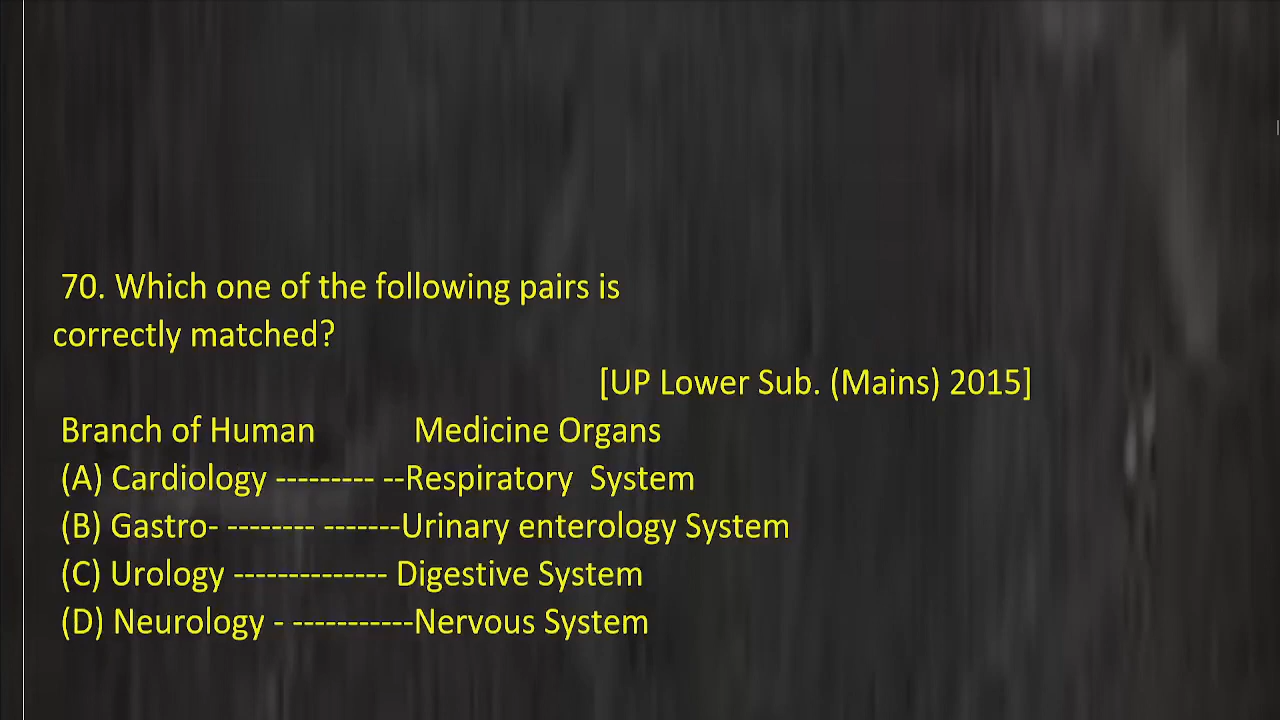 70. Which one of the following pairs is
correctly matched?
[UP Lower Sub. (Mains) 2015]
Branch of Human Medicine Organs
(A) Cardiology --------- --Respiratory System
(B) Gastro- -------- -------Urinary enterology System
(C) Urology -------------- Digestive System
(D) Neurology - -----------Nervous System